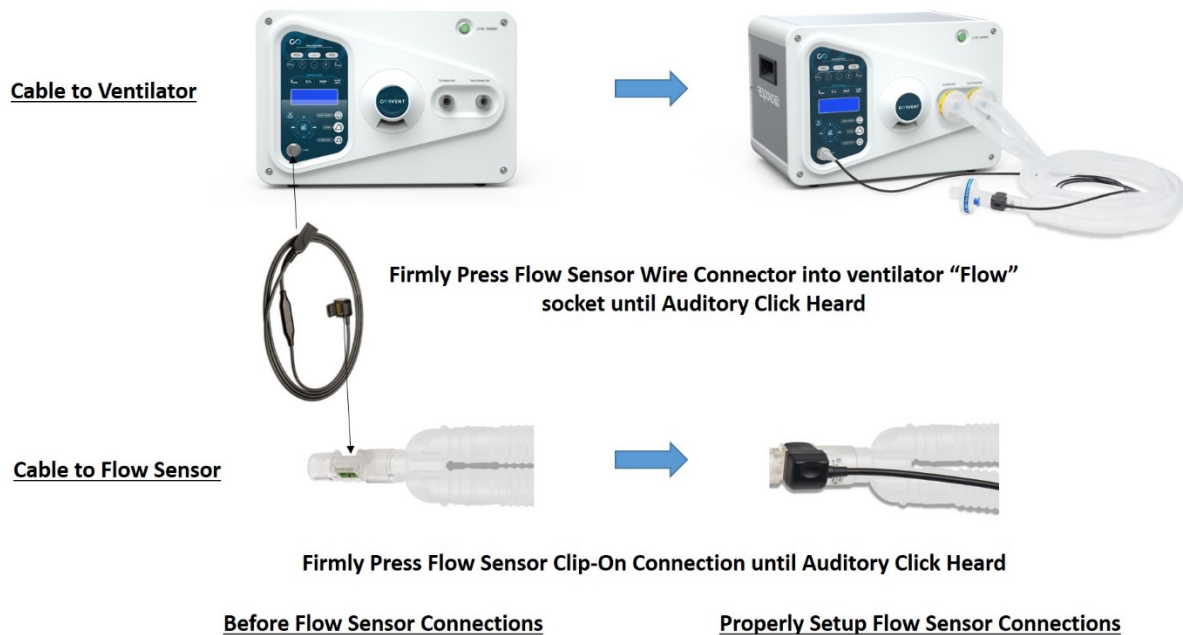 Cable to Ventilator
CORVENT
RESPOND
Firmly Press Flow Sensor Wire Connector into ventilator “Flow”
socket until Auditory Click Heard
Cable to Flow Sensor
Firmly Press Flow Sensor Clip-On Connection until Auditory Click Heard
Before Flow Sensor Connections
Properly Setup Flow Sensor Connections